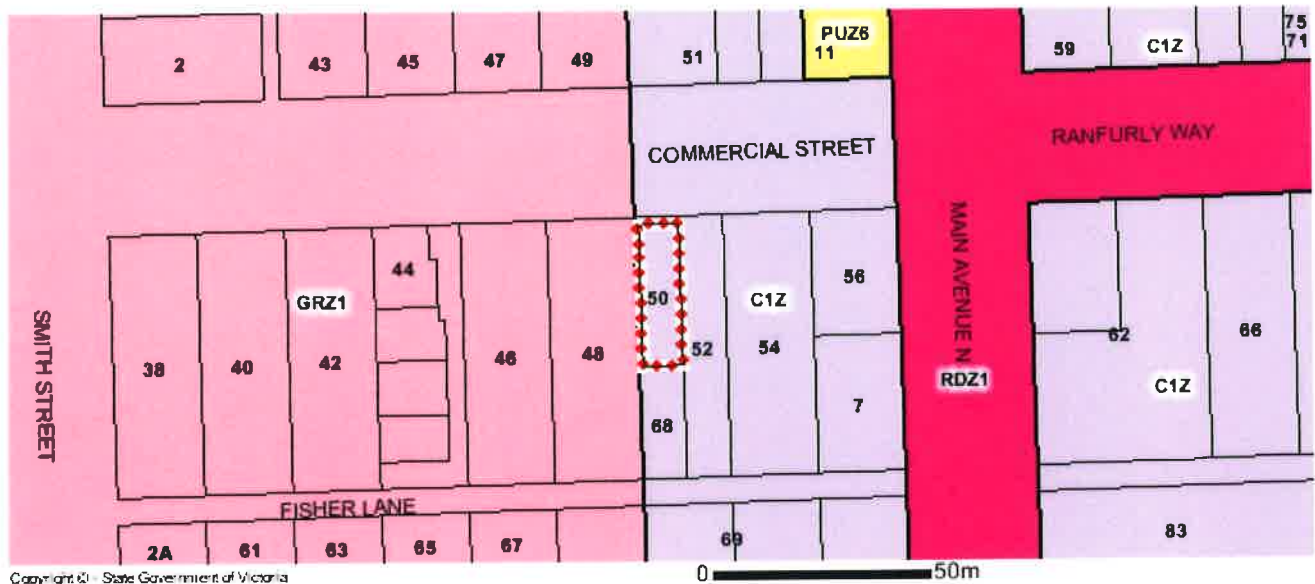 2
43
45
47
49
51
PUZ6
11
59
C1Z
75
71
COMMERCIAL STREET
RANFURLY WAY
SMITH STREET
38
40
GRZ1
42
44
46
48
50
52
C1Z
54
56
7
68
MAIN AVENUE N
RDZ1
62
C1Z
66
FISHER LANE
2A
61
63
65
67
69
83
Copyright © - State Government of Victoria
0 50m